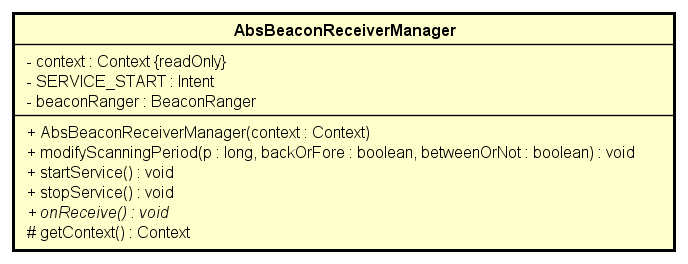 AbsBeaconReceiverManager
- context : Context {readOnly}
- SERVICE_START : Intent
- beaconRanger : BeaconRanger
+ AbsBeaconReceiverManager(context : Context)
+ modifyScanningPeriod(p : long, backOrFore : boolean, betweenOrNot : boolean) : void
+ startService() : void
+ stopService() : void
+ onReceive() : void
# getContext() : Context